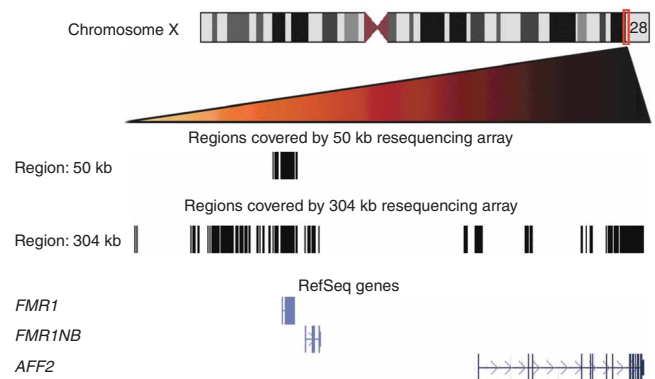 Chromosome X
28
Regions covered by 50 kb resequencing array
Region: 50 kb
Regions covered by 304 kb resequencing array
Region: 304 kb
RefSeq genes
FMR1
FMR1NB
AFF2